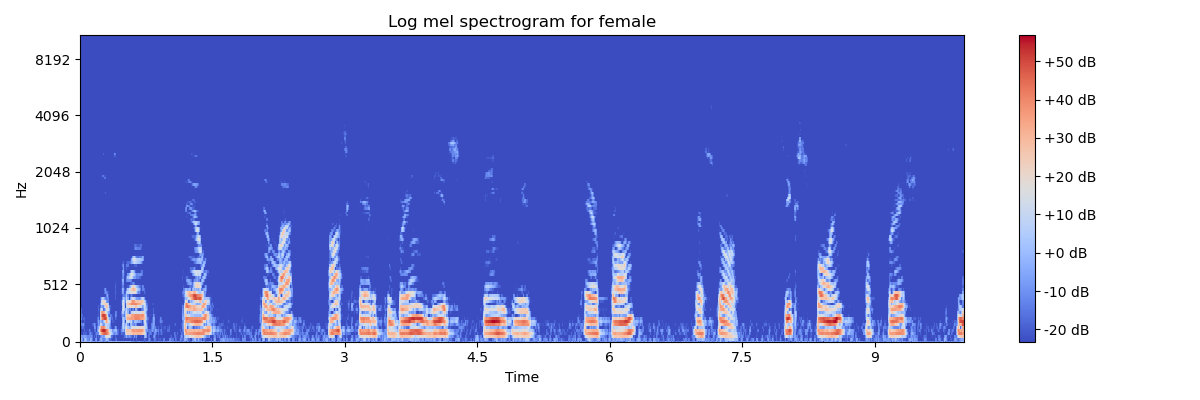 Log mel spectrogram for female
8192
4096
2048
1024
512
0
Hz
0 1.5 3 4.5 6 7.5 9
Time
+50 dB
+40 dB
+30 dB
+20 dB
+10 dB
+0 dB
-10 dB
-20 dB